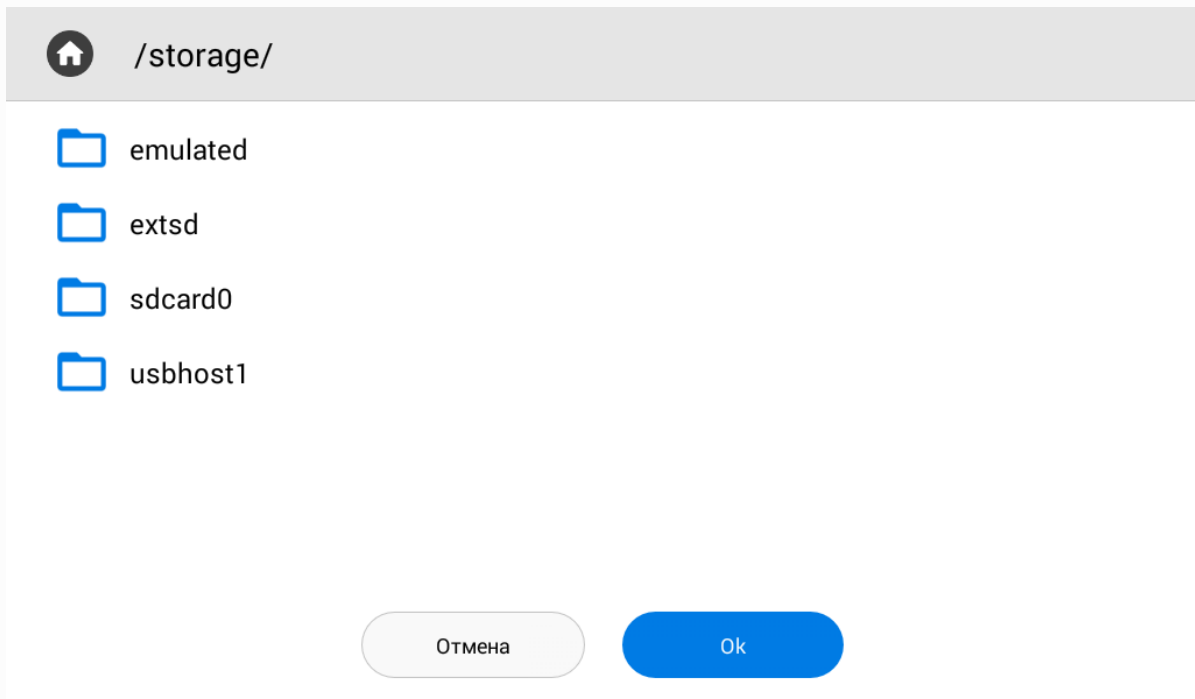 /storage/
emulated
extsd
sdcard0
usbhost1
Отмена
Ok